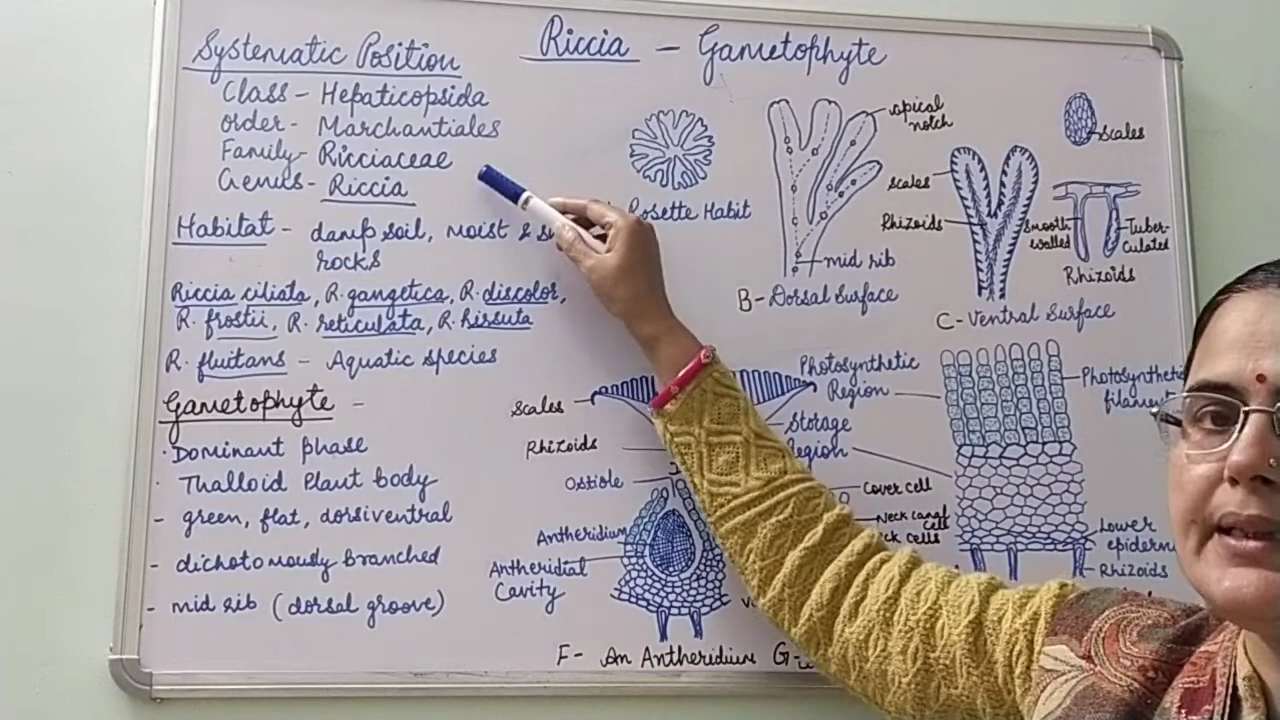 Riccia - Gametophyte
Systematic Position
Class - Hepaticopsida
Order - Marchantiales
Family - Ricciaceae
Genus - Riccia
Habitat - damp soil, moist &
rocks
Riccia ciliata, R. gangetica, R. discolor,
R. frostii, R. reticulata, R. hirsuta
R. fluitans - Aquatic species
Gametophyte -
· Dominant phase
· Thalloid Plant body
- green, flat, dorsiventral
- dichotomously branched
- mid rib (dorsal groove)
Rosette Habit
apical
notch
mid rib
B - Dorsal Surface
scales
Rhizoids
C - Ventral Surface
Scales
Smooth
walled
Tuber-
culated
Rhizoids
Scales
Rhizoids
Photosynthetic
Region
Storage
Region
Photosynthetic
Lower
Rhizoids
Ostiole
Antheridium
Antheridial
Cavity
F - An Antheridium
Cover cell
Neck canal
cell
cells
G -